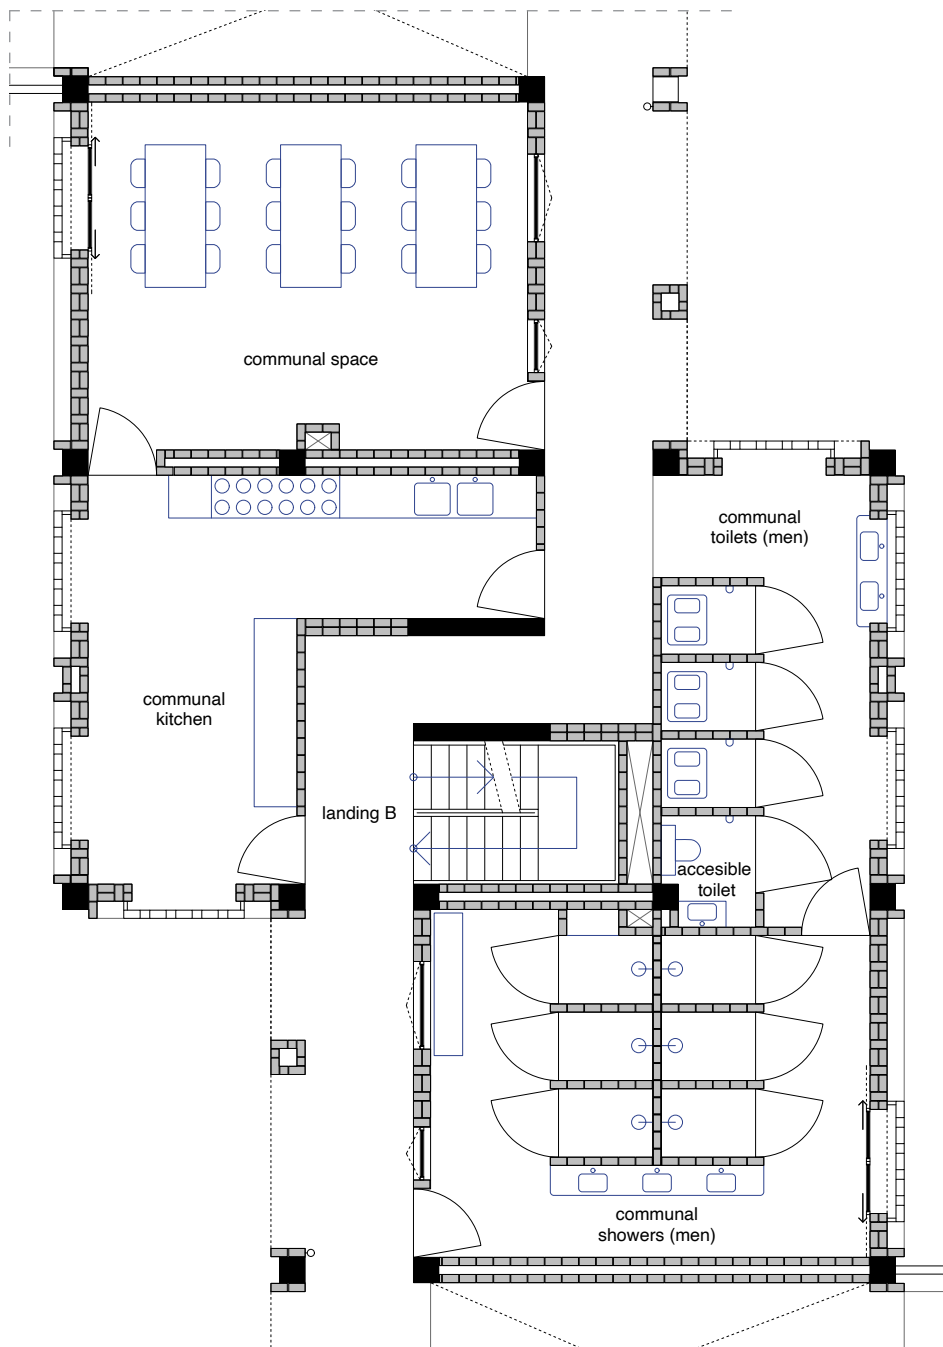 communal space
communal
toilets (men)
communal
kitchen
landing B
accesible
toilet
communal
showers (men)